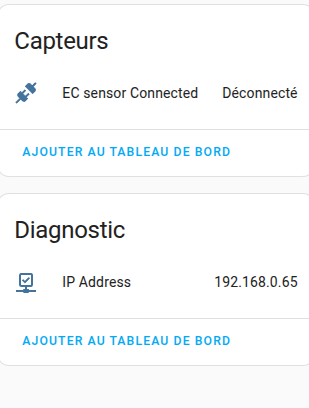 Capteurs
EC sensor Connected Déconnecté
AJOUTER AU TABLEAU DE BORD
Diagnostic
IP Address 192.168.0.65
AJOUTER AU TABLEAU DE BORD